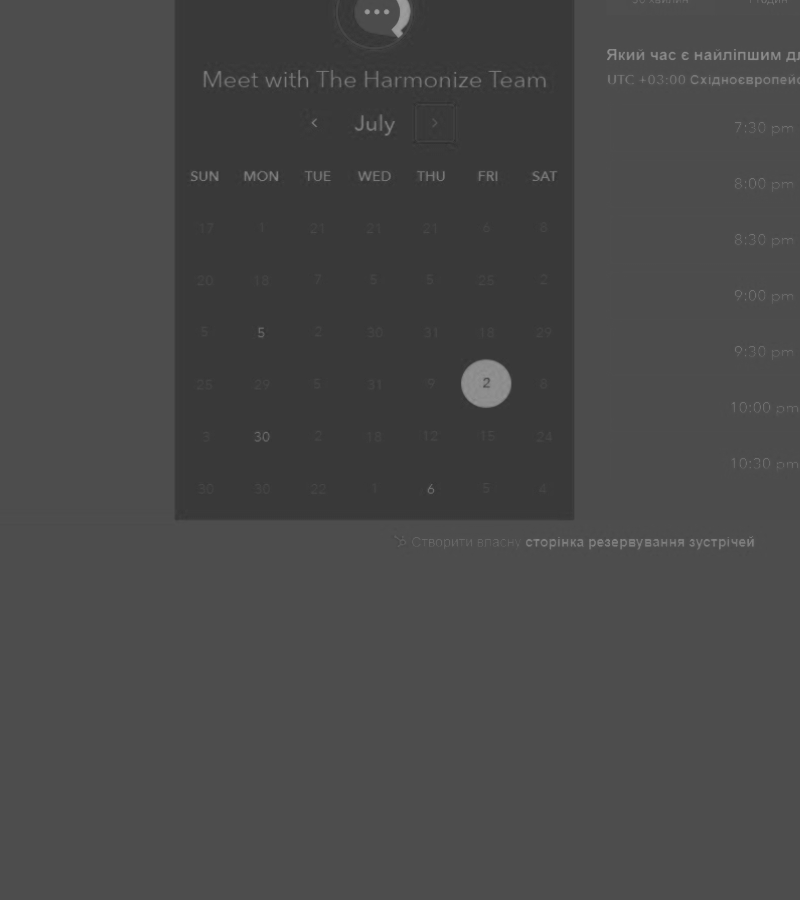 Meet with The Harmonize Team
July
SUN MON TUE WED THU FRI SAT
17 1 21 21 21 6 8
20 18 7 5 5 25 2
5 5 2 30 31 18 29
25 29 5 31 9 2 8
3 30 2 18 12 15 24
30 30 22 1 6 5 4
Який час є найліпшим
UTC +03:00
7:30 pm
8:00 pm
8:30 pm
9:00 pm
9:30 pm
10:00 pm
10:30 pm
Створити власну сторінка резервування зустрічей